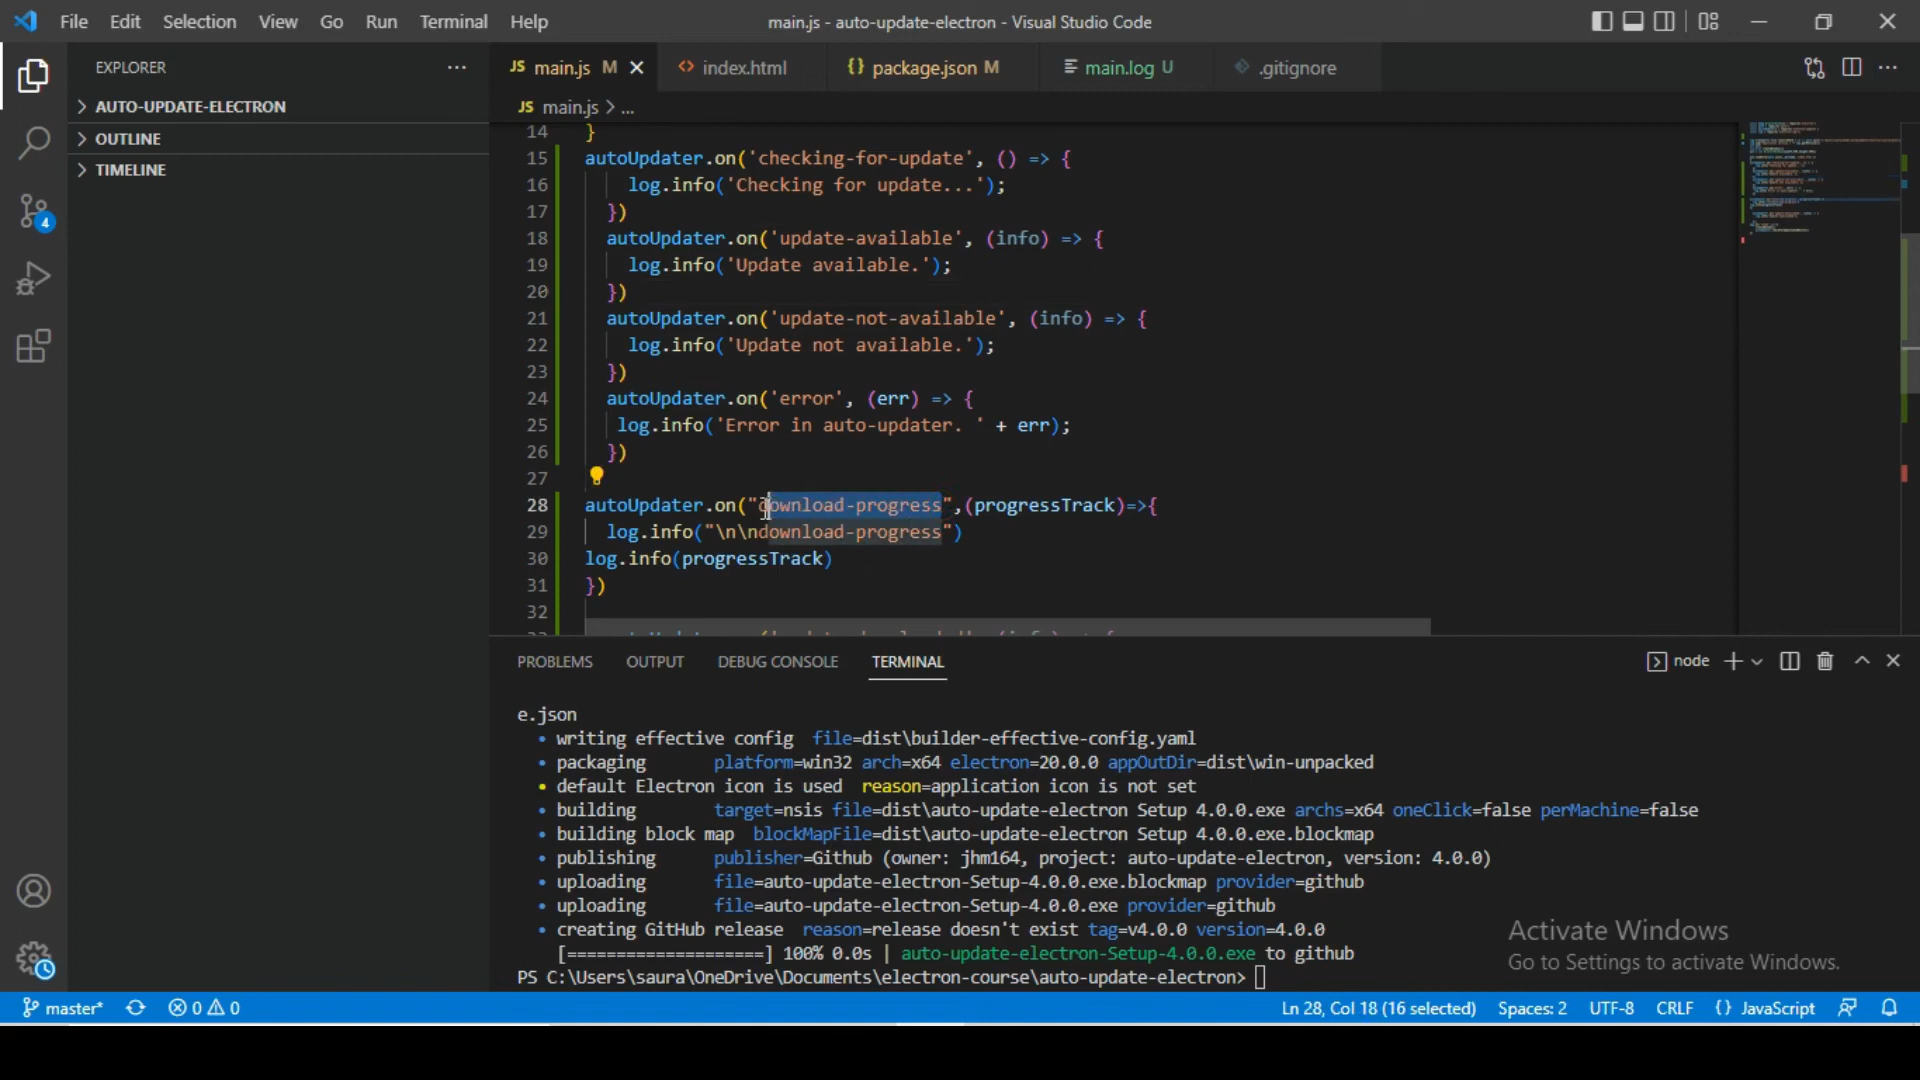 File Edit Selection View Go Run Terminal Help main.js - auto-update-electron - Visual Studio Code
EXPLORER
AUTO-UPDATE-ELECTRON
OUTLINE
TIMELINE
4
JS main.js M index.html {} package.json M main.log U .gitignore
JS main.js > ...
14 }
15 autoUpdater.on('checking-for-update', () => {
16 log.info('Checking for update...');
17 })
18 autoUpdater.on('update-available', (info) => {
19 log.info('Update available.');
20 })
21 autoUpdater.on('update-not-available', (info) => {
22 log.info('Update not available.');
23 })
24 autoUpdater.on('error', (err) => {
25 log.info('Error in auto-updater. ' + err);
26 })
27
28 autoUpdater.on("download-progress",(progressTrack)=>{
29 log.info("\n\ndownload-progress")
30 log.info(progressTrack)
31 })
32
PROBLEMS OUTPUT DEBUG CONSOLE TERMINAL node
e.json
• writing effective config file=dist\builder-effective-config.yaml
• packaging platform=win32 arch=x64 electron=20.0.0 appOutDir=dist\win-unpacked
• default Electron icon is used reason=application icon is not set
• building target=nsis file=dist\auto-update-electron Setup 4.0.0.exe archs=x64 oneClick=false perMachine=false
• building block map blockMapFile=dist\auto-update-electron Setup 4.0.0.exe.blockmap
• publishing publisher=Github (owner: jhm164, project: auto-update-electron, version: 4.0.0)
• uploading file=auto-update-electron-Setup-4.0.0.exe.blockmap provider=github
• uploading file=auto-update-electron-Setup-4.0.0.exe provider=github
• creating GitHub release reason=release doesn't exist tag=v4.0.0 version=4.0.0
[====================] 100% 0.0s | auto-update-electron-Setup-4.0.0.exe to github
PS C:\Users\saura\OneDrive\Documents\electron-course\auto-update-electron>
Activate Windows
Go to Settings to activate Windows.
master* 0 0 Ln 28, Col 18 (16 selected) Spaces: 2 UTF-8 CRLF {} JavaScript